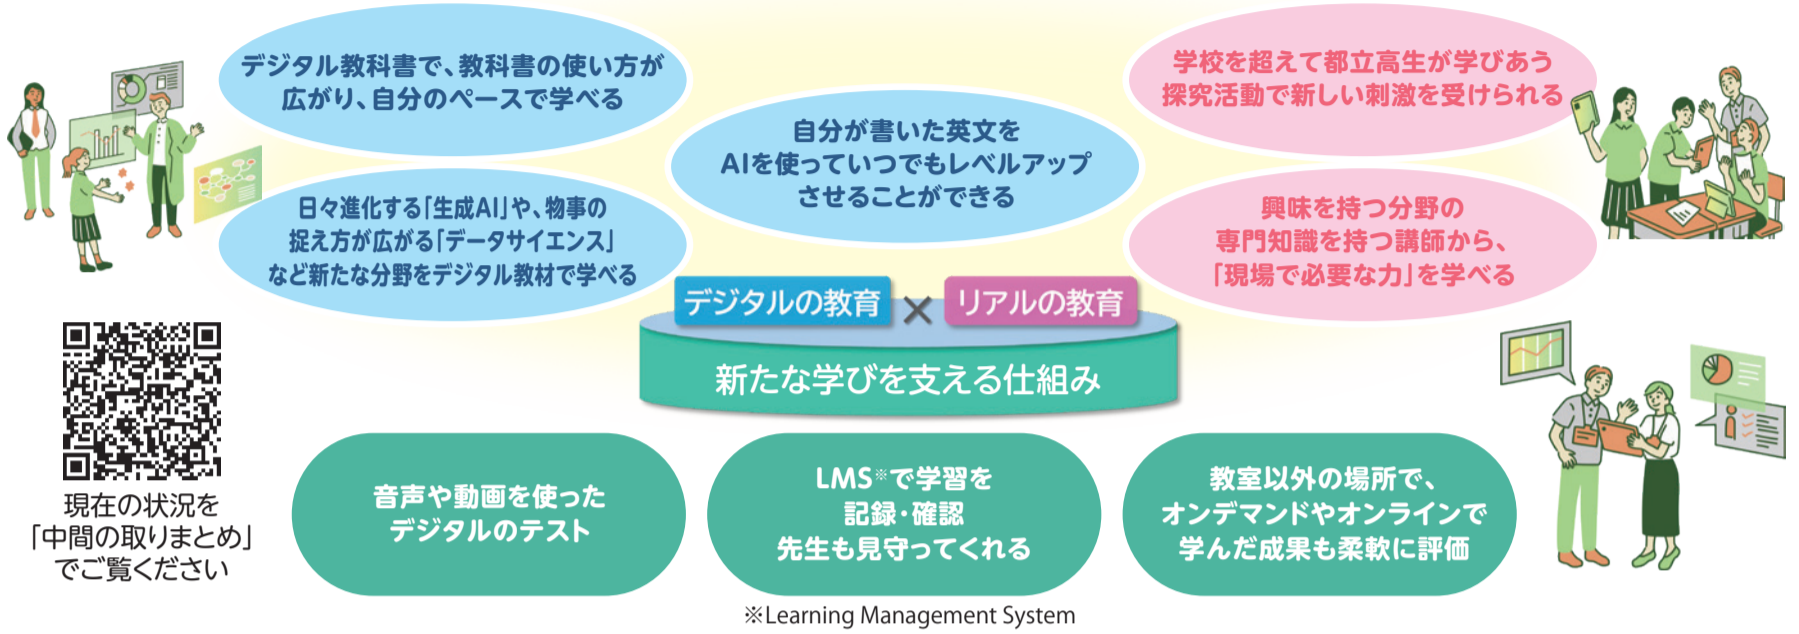 デジタル教科書で、教科書の使い方が
広がり、自分のペースで学べる
自分が書いた英文を
AIを使っていつでもレベルアップ
させることができる
日々進化する「生成AI」や、物事の
捉え方が広がる「データサイエンス」
など新たな分野をデジタル教材で学べる
学校を超えて都立高生が学びあう
探究活動で新しい刺激を受けられる
興味を持つ分野の
専門知識を持つ講師から、
「現場で必要な力」を学べる
デジタルの教育 × リアルの教育
新たな学びを支える仕組み
現在の状況を
「中間の取りまとめ」
でご覧ください
音声や動画を使った
デジタルのテスト
LMS※で学習を
記録・確認
先生も見守ってくれる
教室以外の場所で、
オンデマンドやオンラインで
学んだ成果も柔軟に評価
※Learning Management System